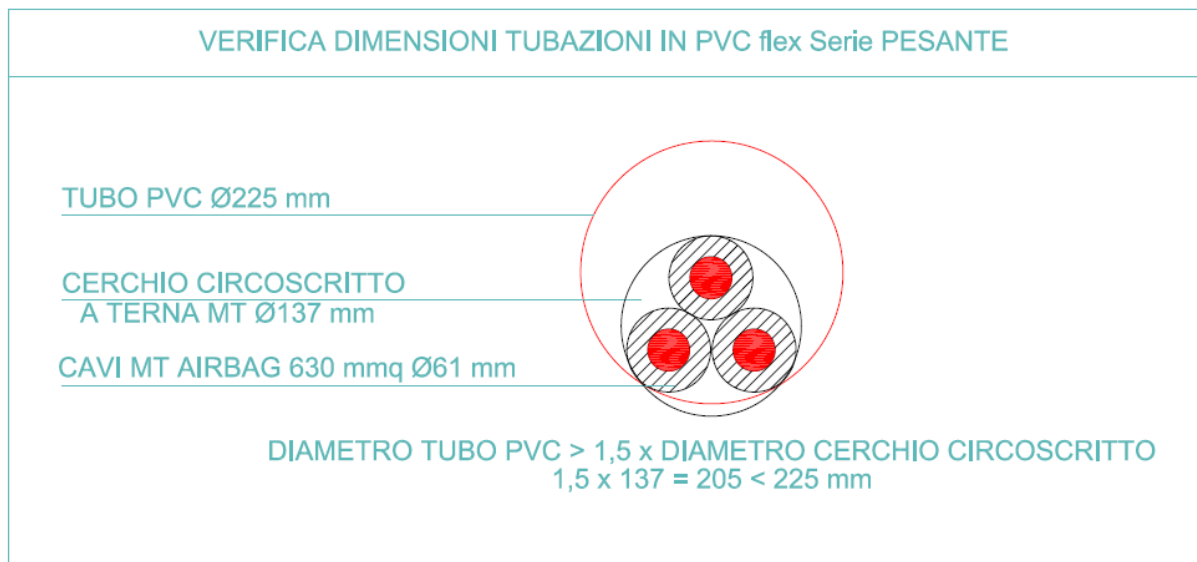 VERIFICA DIMENSIONI TUBAZIONI IN PVC flex Serie PESANTE
TUBO PVC Ø225 mm
CERCHIO CIRCOSCRITTO
A TERNA MT Ø137 mm
CAVI MT AIRBAG 630 mmq Ø61 mm
DIAMETRO TUBO PVC > 1,5 x DIAMETRO CERCHIO CIRCOSCRITTO
1,5 x 137 = 205 < 225 mm